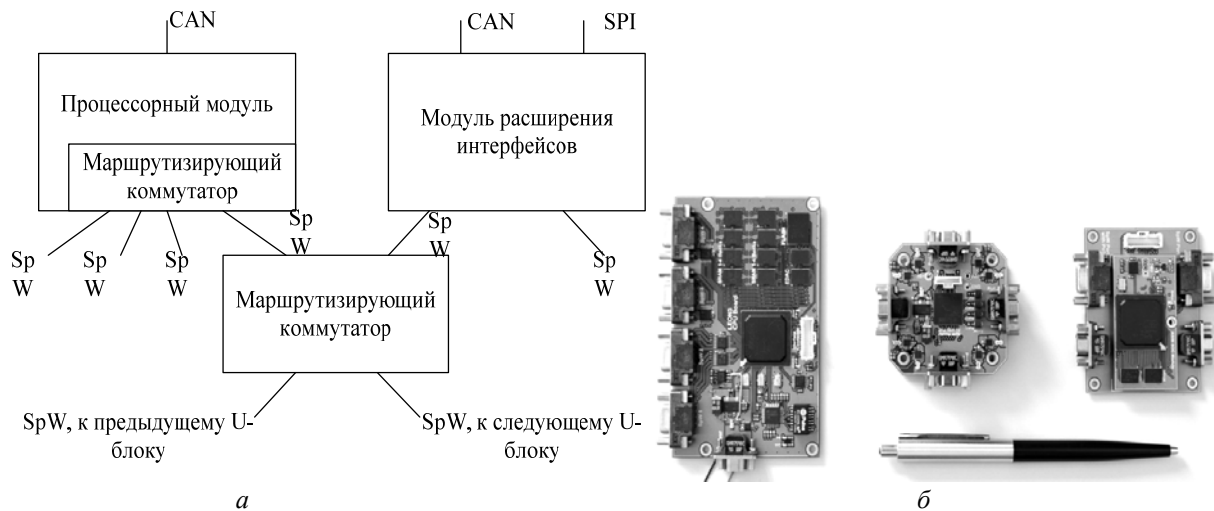 CAN
CAN
SPI
Процессорный модуль
Модуль расширения
интерфейсов
Маршрутизирующий
коммутатор
Sp
W
Sp
W
Sp
W
Sp
W
Sp
W
Sp
W
Маршрутизирующий
коммутатор
SpW, к предыдущему U-
блоку
SpW, к следующему U-
блоку
а
б